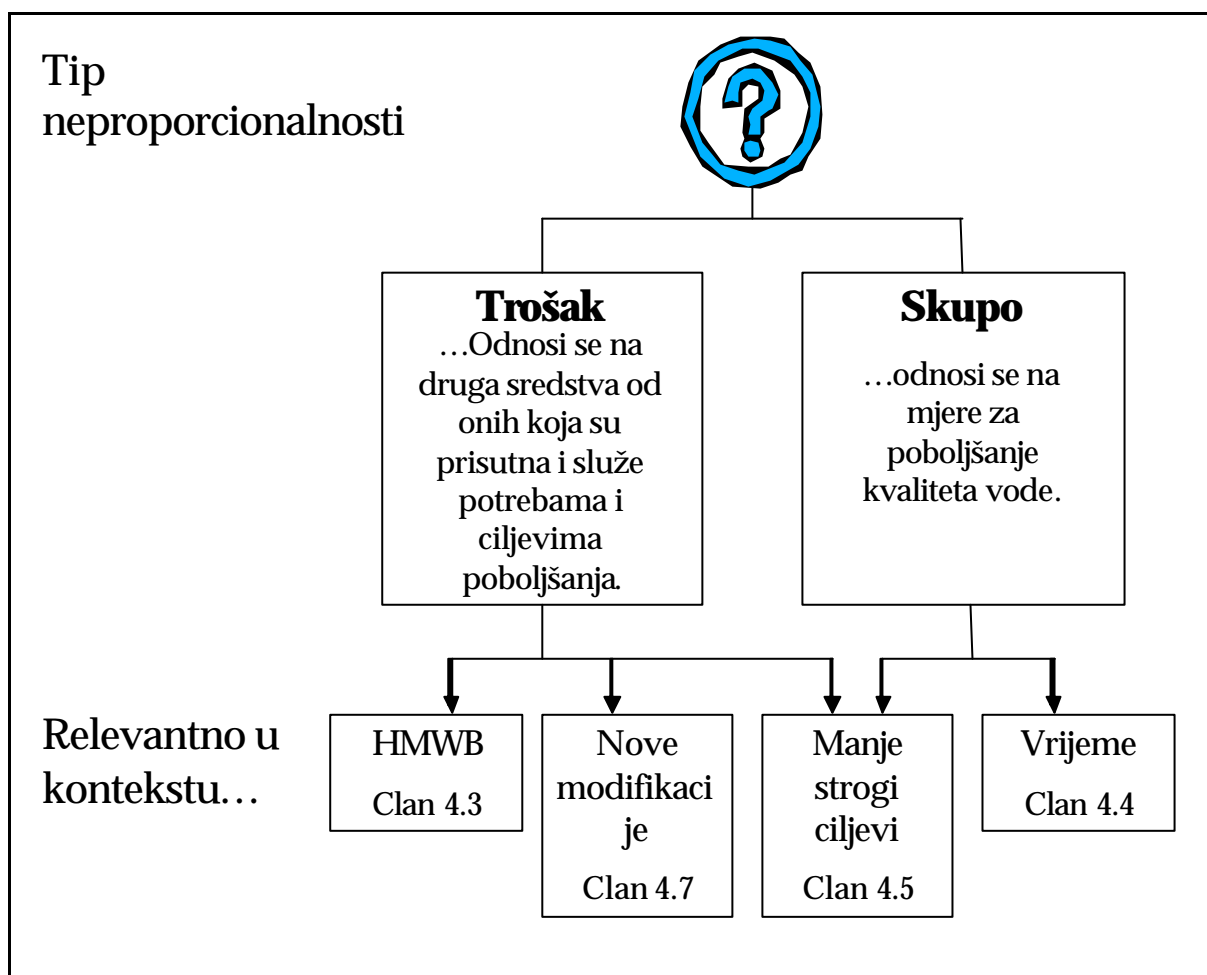 Tip
neproporcionalnosti
?
Trošak
…Odnosi se na
druga sredstva od
onih koja su
prisutna i služe
potrebama i
ciljevima
poboljšanja.
Skupo
…odnosi se na
mjere za
poboljšanje
kvaliteta vode.
Relevantno u
kontekstu…
HMWB
Clan 4.3
Nove
modifikaci
je
Clan 4.7
Manje
strogi
ciljevi
Clan 4.5
Vrijeme
Clan 4.4